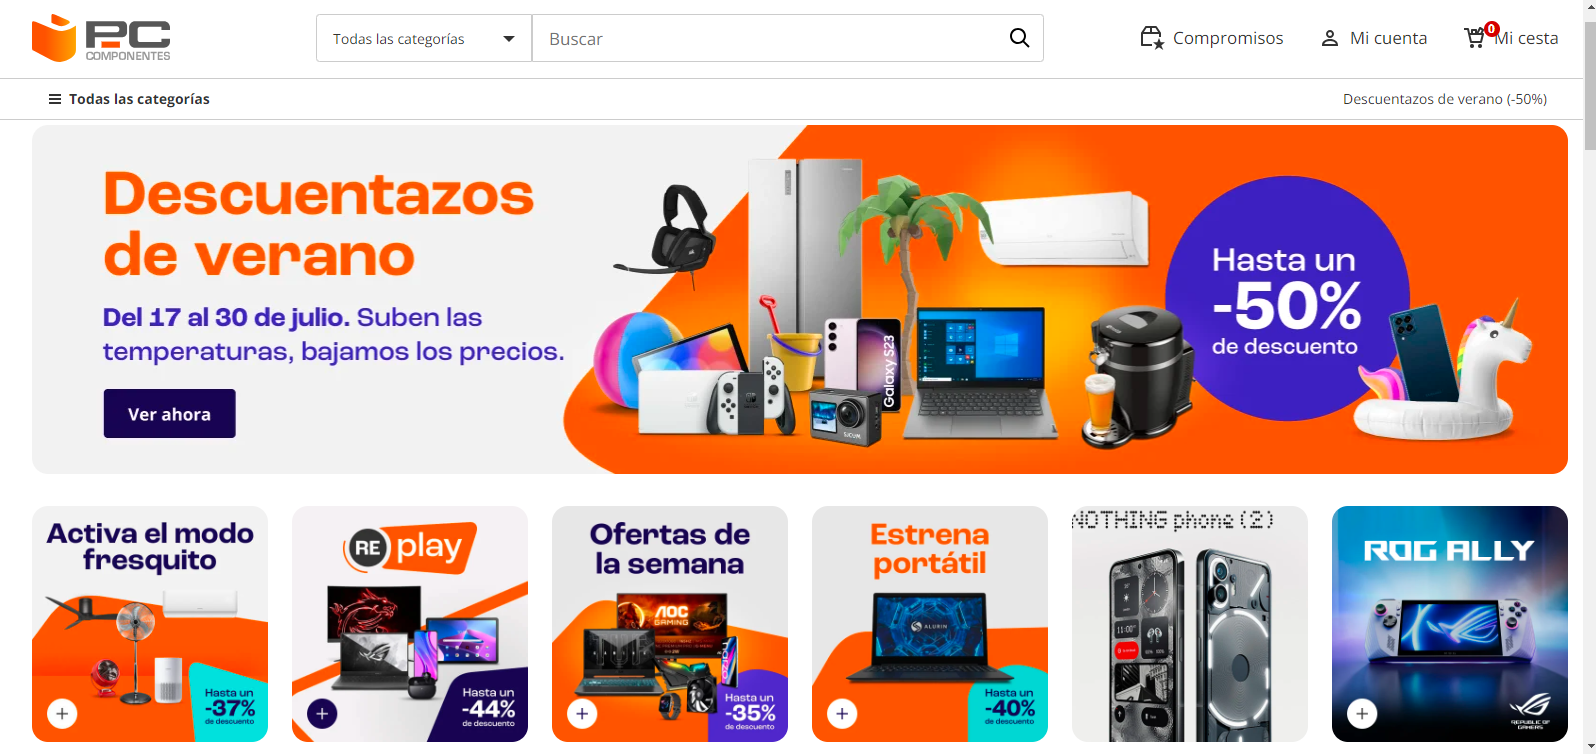 PC
COMPONENTES
Todas las categorías
Buscar
Compromisos
Mi cuenta
0
Mi cesta
Todas las categorías
Descuentazos de verano (-50%)
Descuentazos
de verano
Del 17 al 30 de julio. Suben las
temperaturas, bajamos los precios.
Ver ahora
Galaxy S23
SJCAM
Hasta un
-50%
de descuento
Activa el modo
fresquito
Hasta un
-37%
de descuento
RE play
Hasta un
-44%
de descuento
Ofertas de
la semana
AOC
GAMING
Hasta un
-35%
de descuento
Estrena
portátil
ALURIN
Hasta un
-40%
de descuento
NOTHING phone (2)
11:00
ROG ALLY
REPUBLIC OF
GAMERS